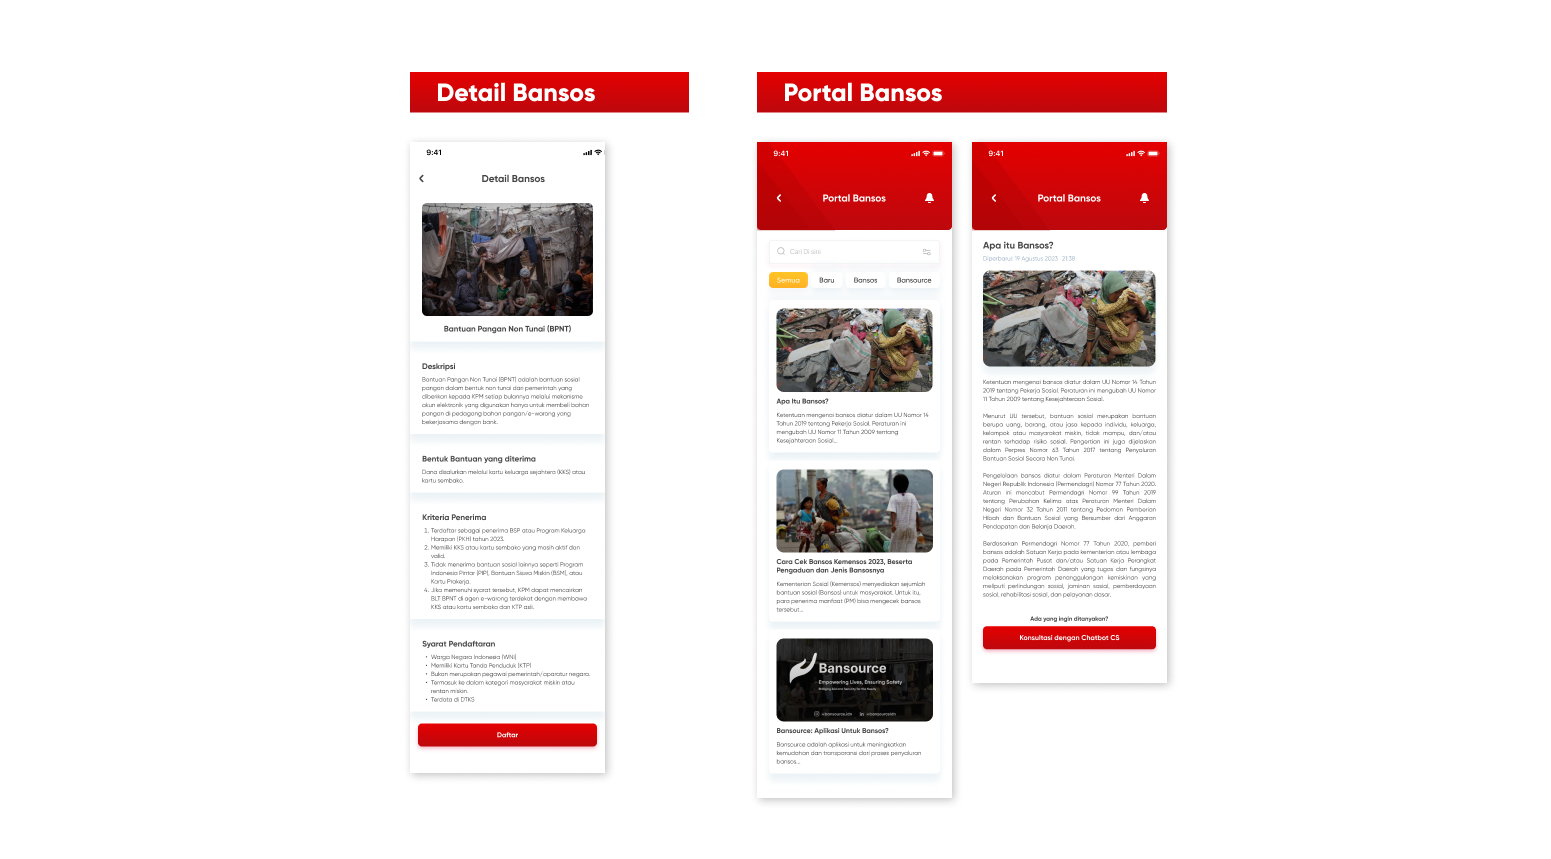 Detail Bansos
9:41
Detail Bansos
Bantuan Pangan Non Tunai (BPNT)
Deskripsi
Bantuan Pangan Non Tunai (BPNT) adalah bantuan sosial
pangan dalam bentuk non tunai dari pemerintah yang
diberikan kepada KPM setiap bulannya melalui mekanisme
akun elektronik yang digunakan hanya untuk membeli bahan
pangan di pedagang bahan pangan/e-warong yang
bekerjasama dengan bank.
Bentuk Bantuan yang diterima
Dana disalurkan melalui kartu keluarga sejahtera (KKS) atau
kartu sembako.
Kriteria Penerima
1. Terdaftar sebagai penerima BSP atau Program Keluarga
Harapan (PKH) tahun 2023.
2. Memiliki KKS atau kartu sembako yang masih aktif dan
valid.
3. Tidak menerima bantuan sosial lainnya seperti Program
Indonesia Pintar (PIP), Bantuan Siswa Miskin (BSM), atau
Kartu Prakerja.
4. Jika memenuhi syarat tersebut, KPM dapat mencairkan
BLT BPNT di agen e-warong terdekat dengan membawa
KKS atau kartu sembako dan KTP asli.
Syarat Pendaftaran
• Warga Negara Indonesia (WNI)
• Memiliki Kartu Tanda Penduduk (KTP)
• Bukan merupakan pegawai pemerintah/aparatur negara.
• Termasuk ke dalam kategori masyarakat miskin atau
rentan miskin.
• Terdata di DTKS
Daftar
Portal Bansos
9:41
Portal Bansos
Cari Di sini
Semua Baru Bansos Bansource
Apa Itu Bansos?
Ketentuan mengenai bansos diatur dalam UU Nomor 14
Tahun 2019 tentang Pekerja Sosial. Peraturan ini
mengubah UU Nomor 11 Tahun 2009 tentang
Kesejahteraan Sosial...
Cara Cek Bansos Kemensos 2023, Beserta
Pengaduan dan Jenis Bansosnya
Kementerian Sosial (Kemensos) menyediakan sejumlah
bantuan sosial (Bansos) untuk masyarakat. Untuk itu,
para penerima manfaat (PM) bisa mengecek bansos
tersebut...
Bansource
Empowering Lives, Ensuring Safety
Bansource: Aplikasi Untuk Bansos?
Bansource adalah aplikasi untuk meningkatkan
kemudahan dan transparansi dari proses penyaluran
bansos...
9:41
Portal Bansos
Apa itu Bansos?
Diperbarui: 19 Agustus 2023 21:38
Ketentuan mengenai bansos diatur dalam UU Nomor 14 Tahun
2019 tentang Pekerja Sosial. Peraturan ini mengubah UU Nomor
11 Tahun 2009 tentang Kesejahteraan Sosial.
Menurut UU tersebut, bantuan sosial merupakan bantuan
berupa uang, barang, atau jasa kepada individu, keluarga,
kelompok atau masyarakat miskin, tidak mampu, dan/atau
rentan terhadap risiko sosial. Pengertian ini juga dijelaskan
dalam Perpres Nomor 63 Tahun 2017 tentang Penyaluran
Bantuan Sosial Secara Non Tunai.
Pengelolaan bansos diatur dalam Peraturan Menteri Dalam
Negeri Republik Indonesia (Permendagri) Nomor 77 Tahun 2020.
Aturan ini mencabut Permendagri Nomor 99 Tahun 2019
tentang Perubahan Kelima atas Peraturan Menteri Dalam
Negeri Nomor 32 Tahun 2011 tentang Pedoman Pemberian
Hibah dan Bantuan Sosial yang Bersumber dari Anggaran
Pendapatan dan Belanja Daerah.
Berdasarkan Permendagri Nomor 77 Tahun 2020, pemberi
bansos adalah Satuan Kerja pada kementerian atau lembaga
pada Pemerintah Pusat dan/atau Satuan Kerja Perangkat
Daerah pada Pemerintah Daerah yang tugas dan fungsinya
melaksanakan program penanggulangan kemiskinan yang
meliputi perlindungan sosial, jaminan sosial, pemberdayaan
sosial, rehabilitasi sosial, dan pelayanan dasar.
Ada yang ingin ditanyakan?
Konsultasi dengan Chatbot CS